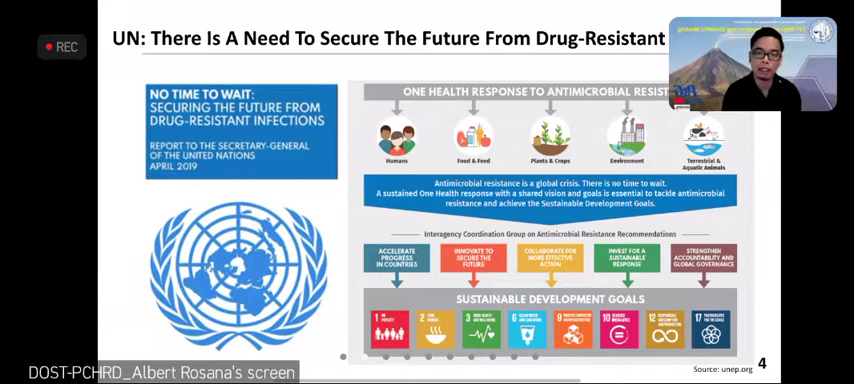 REC
UN: There Is A Need To Secure The Future From Drug-Resistant
NO TIME TO WAIT:
SECURING THE FUTURE FROM
DRUG-RESISTANT INFECTIONS
REPORT TO THE SECRETARY-GENERAL
OF THE UNITED NATIONS
APRIL 2019
ONE HEALTH RESPONSE TO ANTIMICROBIAL RESIST
Humans
Food & Feed
Plants & Crops
Environment
Terrestrial &
Aquatic Animals
Antimicrobial resistance is a global crisis. There is no time to wait.
A sustained One Health response with a shared vision and goals is essential to tackle antimicrobial
resistance and achieve the Sustainable Development Goals.
Interagency Coordination Group on Antimicrobial Resistance Recommendations
ACCELERATE
PROGRESS
IN COUNTRIES
INNOVATE TO
SECURE THE
FUTURE
COLLABORATE FOR
MORE EFFECTIVE
ACTION
INVEST FOR A
SUSTAINABLE
RESPONSE
STRENGTHEN
ACCOUNTABILITY AND
GLOBAL GOVERNANCE
SUSTAINABLE DEVELOPMENT GOALS
1
2
3
6
9
10
12
17
DOST-PCHRD_Albert Rosana's screen
Source: unep.org
4